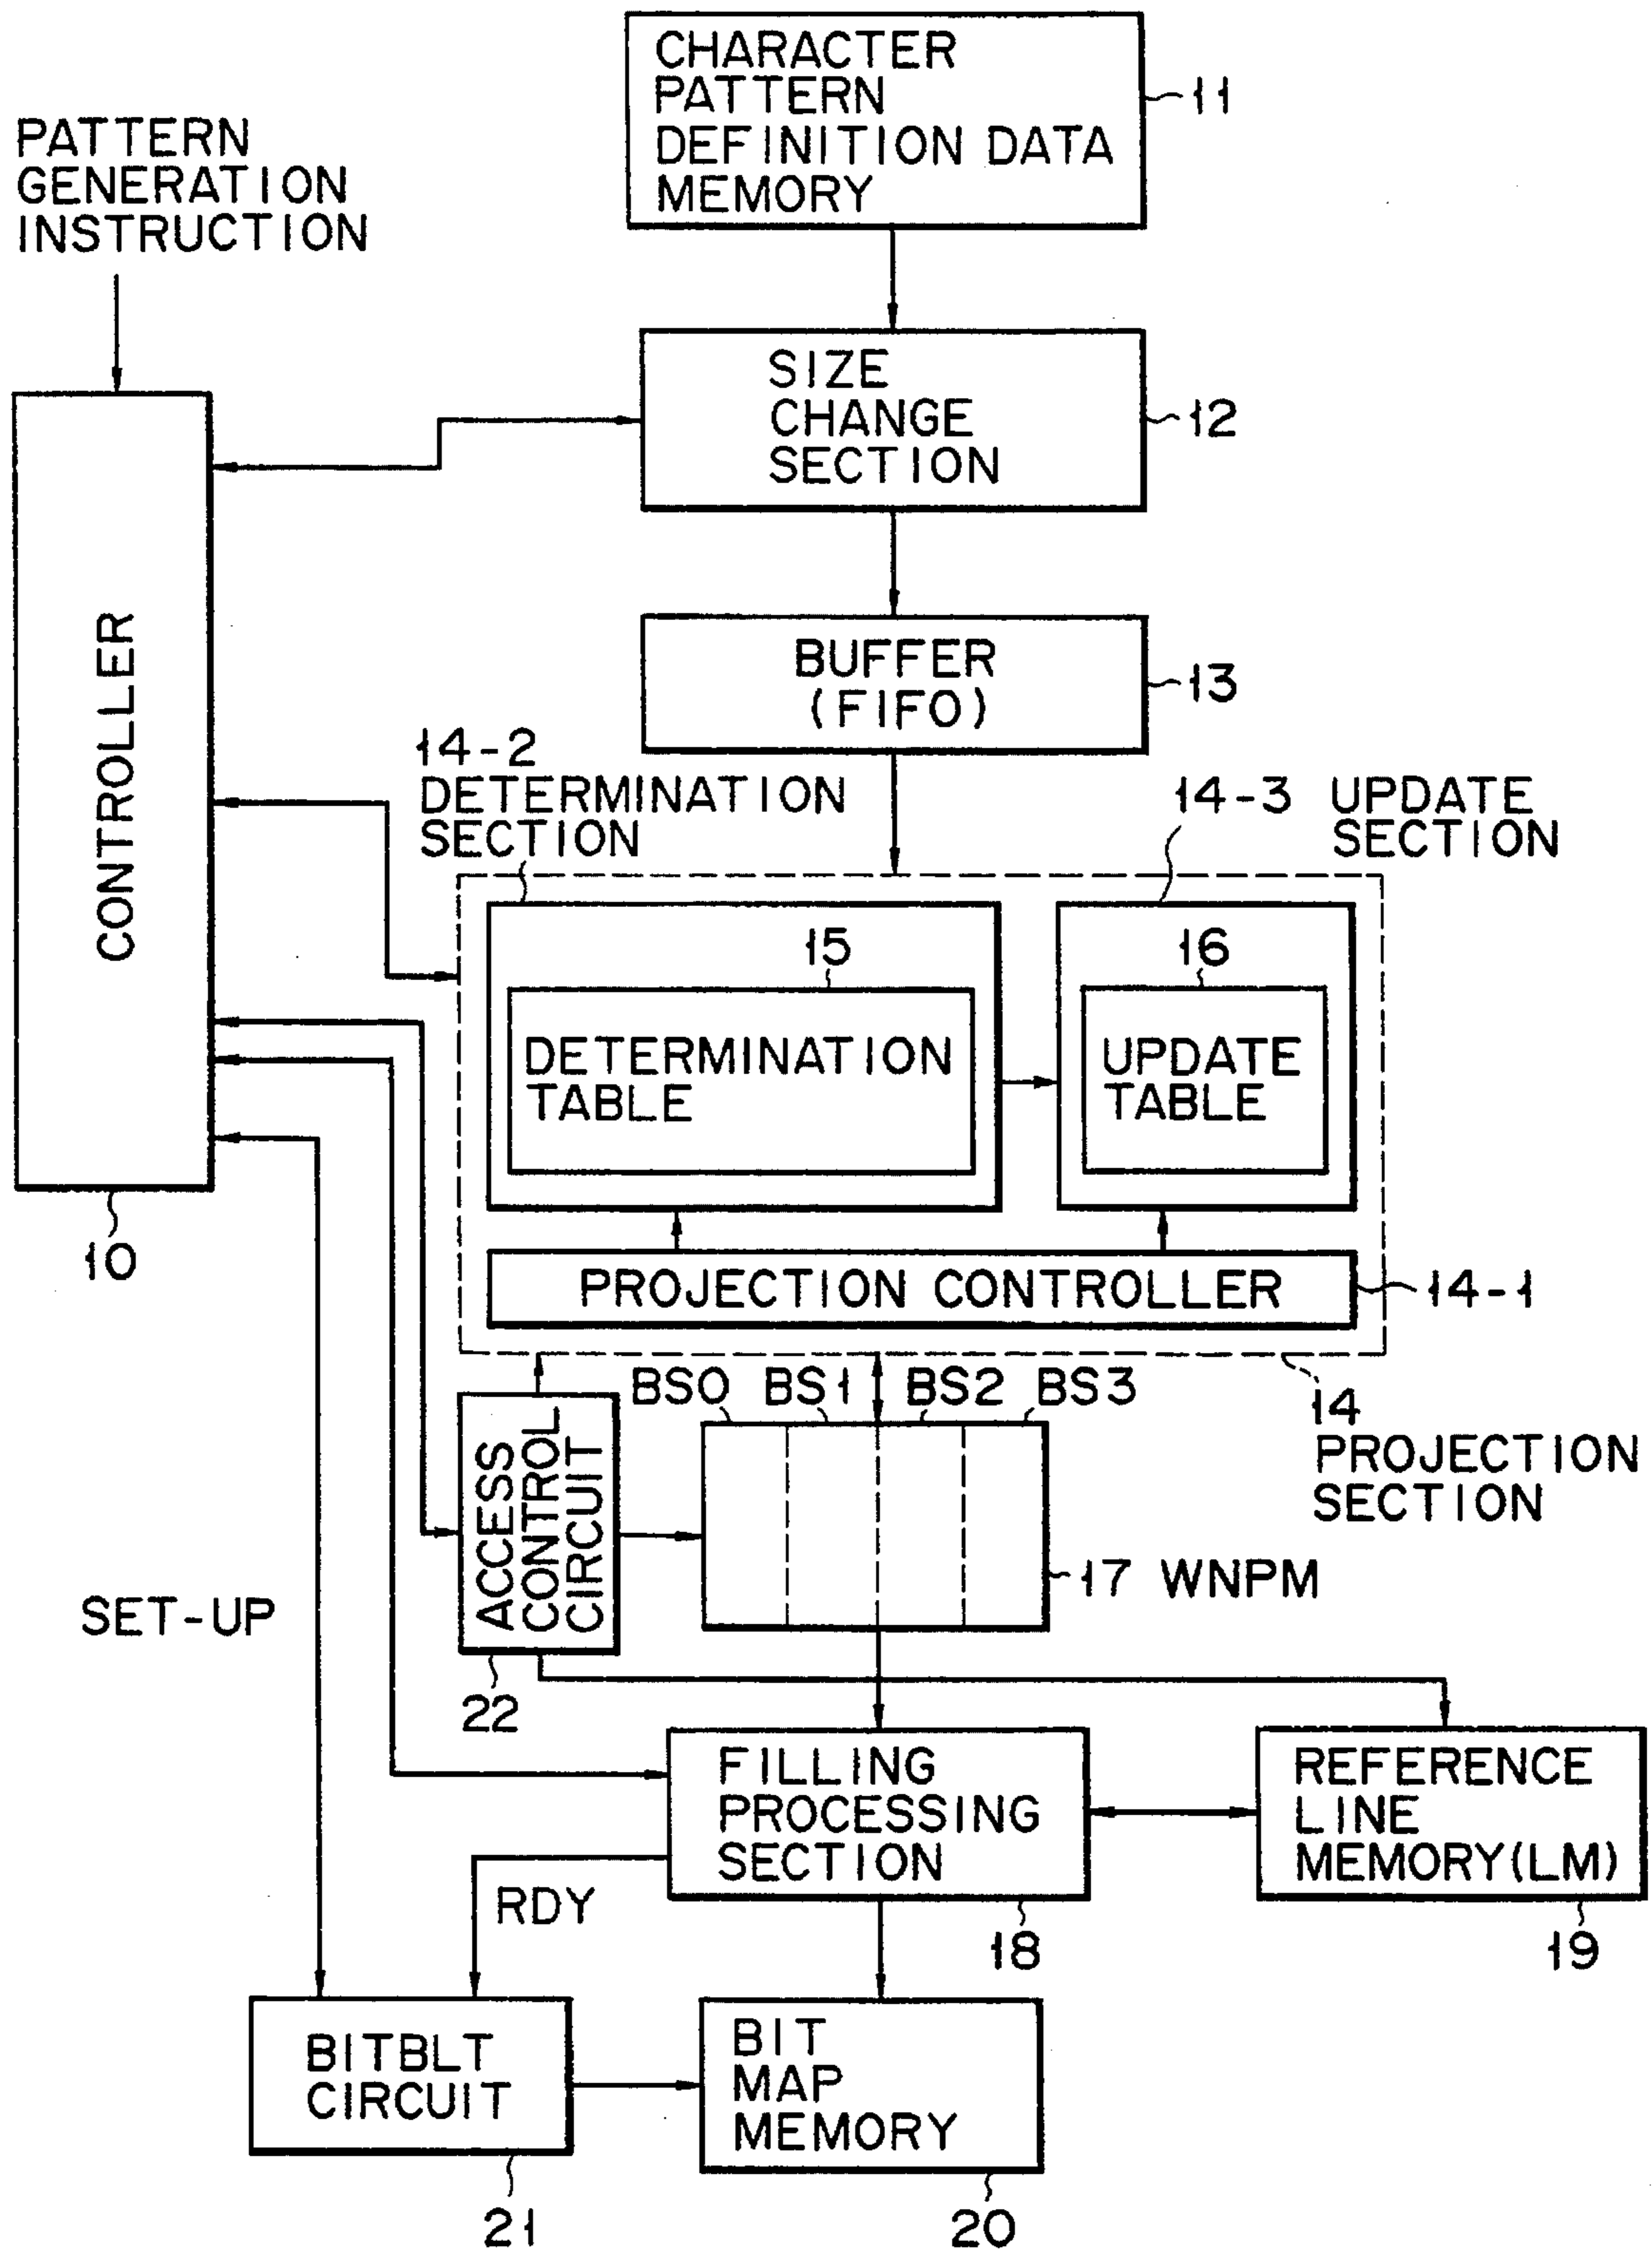 CHARACTER
PATTERN
DEFINITION DATA
MEMORY
11
PATTERN
GENERATION
INSTRUCTION
SIZE
CHANGE
SECTION
12
CONTROLLER
10
BUFFER
(FIFO)
13
14-2
DETERMINATION
SECTION
14-3 UPDATE
SECTION
15
DETERMINATION
TABLE
16
UPDATE
TABLE
PROJECTION CONTROLLER
14-1
BS0 BS1 BS2 BS3
14
PROJECTION
SECTION
ACCESS
CONTROL
CIRCUIT
22
17 WNPM
SET-UP
FILLING
PROCESSING
SECTION
18
REFERENCE
LINE
MEMORY(LM)
19
RDY
BITBLT
CIRCUIT
21
BIT
MAP
MEMORY
20